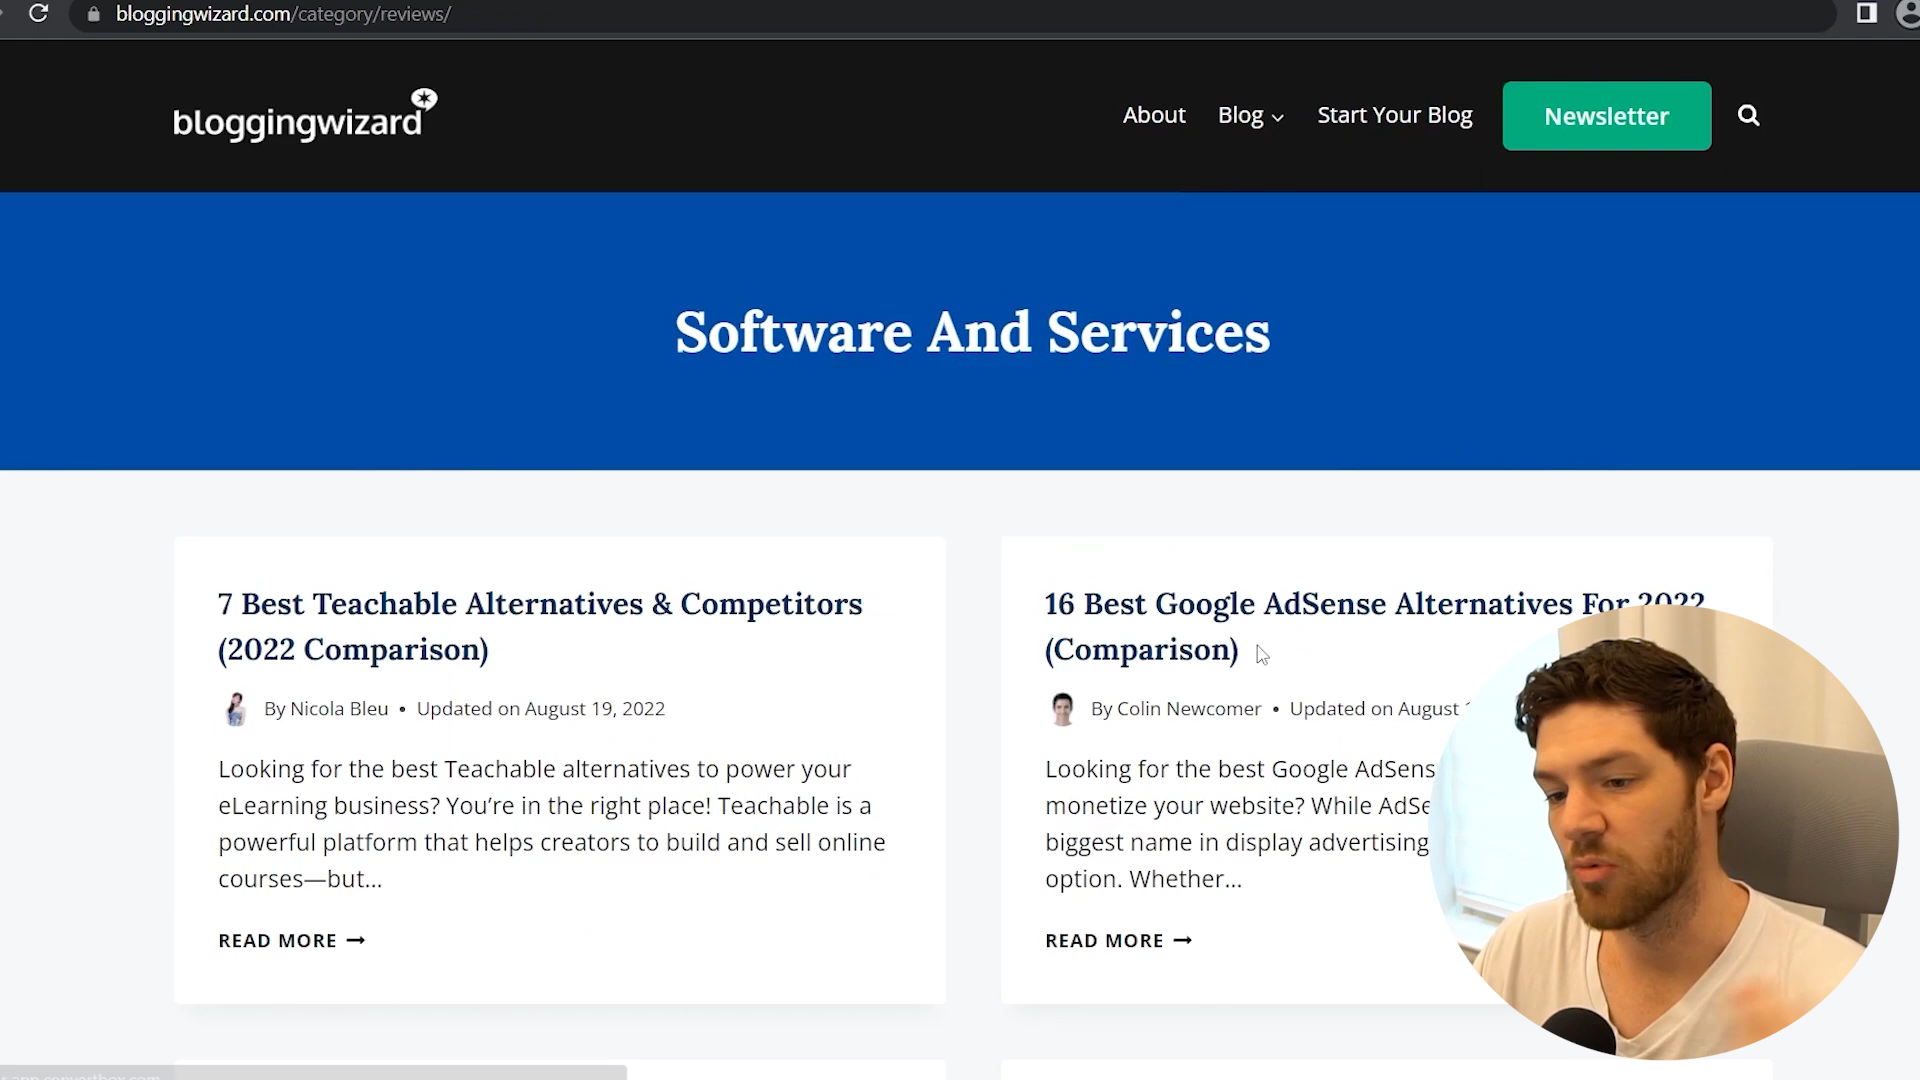 bloggingwizard.com/category/reviews/
bloggingwizard
About
Blog
Start Your Blog
Newsletter
Software And Services
7 Best Teachable Alternatives & Competitors
(2022 Comparison)
By Nicola Bleu • Updated on August 19, 2022
Looking for the best Teachable alternatives to power your
eLearning business? You’re in the right place! Teachable is a
powerful platform that helps creators to build and sell online
courses—but...
READ MORE
16 Best Google AdSense Alternatives For 2022
(Comparison)
By Colin Newcomer • Updated on August
Looking for the best Google AdSens
monetize your website? While AdSe
biggest name in display advertising
option. Whether...
READ MORE